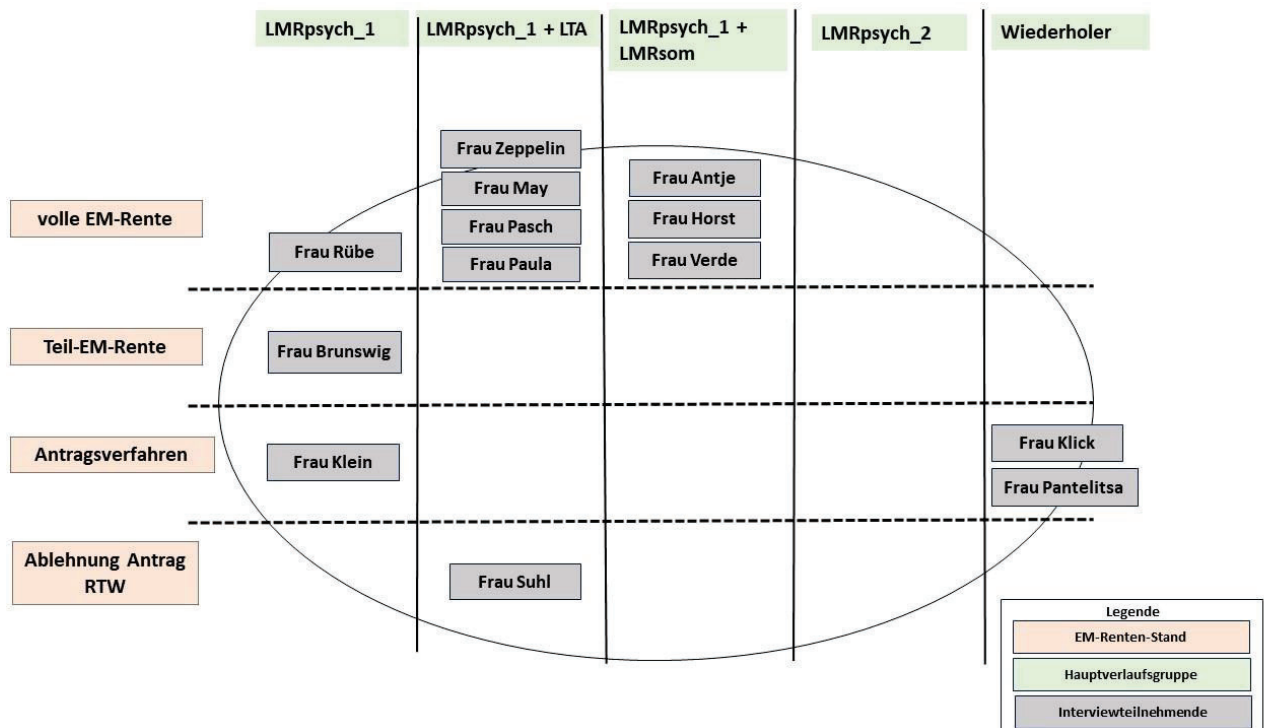 LMRpsych_1
LMRpsych_1 + LTA
LMRpsych_1 +
LMRsom
LMRpsych_2
Wiederholer
volle EM-Rente
Frau Rübe
Frau Zeppelin
Frau May
Frau Pasch
Frau Paula
Frau Antje
Frau Horst
Frau Verde
Teil-EM-Rente
Frau Brunswig
Antragsverfahren
Frau Klein
Frau Klick
Frau Pantelitsa
Ablehnung Antrag
RTW
Frau Suhl
Legende
EM-Renten-Stand
Hauptverlaufsgruppe
Interviewteilnehmende